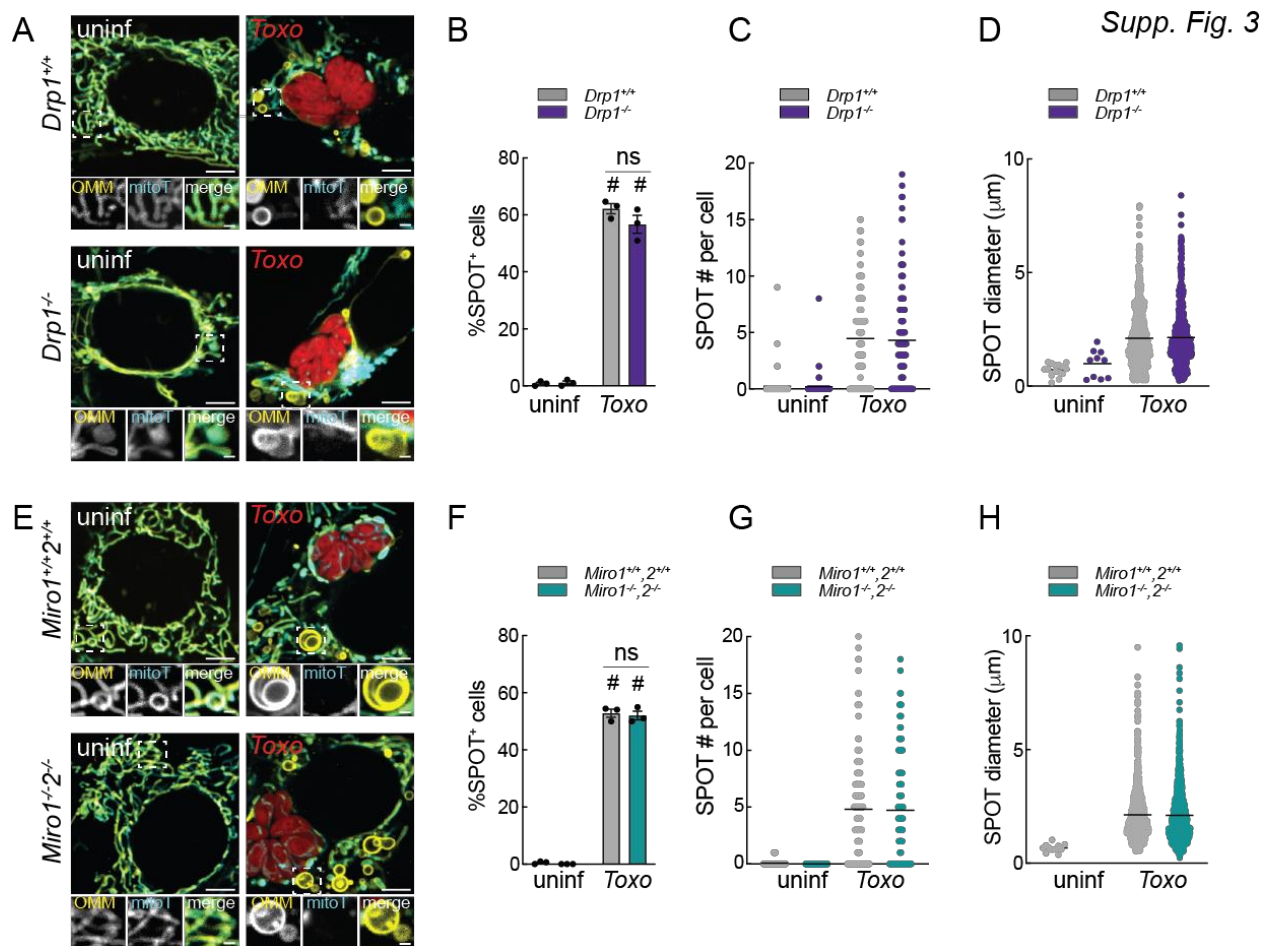 Supp. Fig. 3
A
Drp1+/+
uninf
Toxo
OMM mitoT merge
OMM mitoT merge
Drp1-/-
uninf
Toxo
OMM mitoT merge
OMM mitoT merge
B
Drp1+/+
Drp1-/-
%SPOT+ cells
80
60
40
20
0
ns
# #
uninf Toxo
C
Drp1+/+
Drp1-/-
SPOT # per cell
20
15
10
5
0
uninf Toxo
D
Drp1+/+
Drp1-/-
SPOT diameter (μm)
10
5
0
uninf Toxo
E
Miro1+/+2+/+
uninf
Toxo
OMM mitoT merge
OMM mitoT merge
Miro1-/-2-/-
uninf
Toxo
OMM mitoT merge
OMM mitoT merge
F
Miro1+/+,2+/+
Miro1-/-,2-/-
%SPOT+ cells
80
60
40
20
0
ns
# #
uninf Toxo
G
Miro1+/+,2+/+
Miro1-/-,2-/-
SPOT # per cell
20
15
10
5
0
uninf Toxo
H
Miro1+/+,2+/+
Miro1-/-,2-/-
SPOT diameter (μm)
10
5
0
uninf Toxo